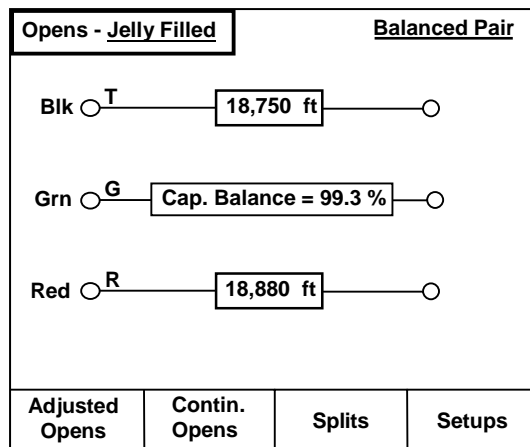 Opens - Jelly Filled
Balanced Pair
Blk T 18,750 ft
Grn G Cap. Balance = 99.3 %
Red R 18,880 ft
Adjusted Opens
Contin. Opens
Splits
Setups